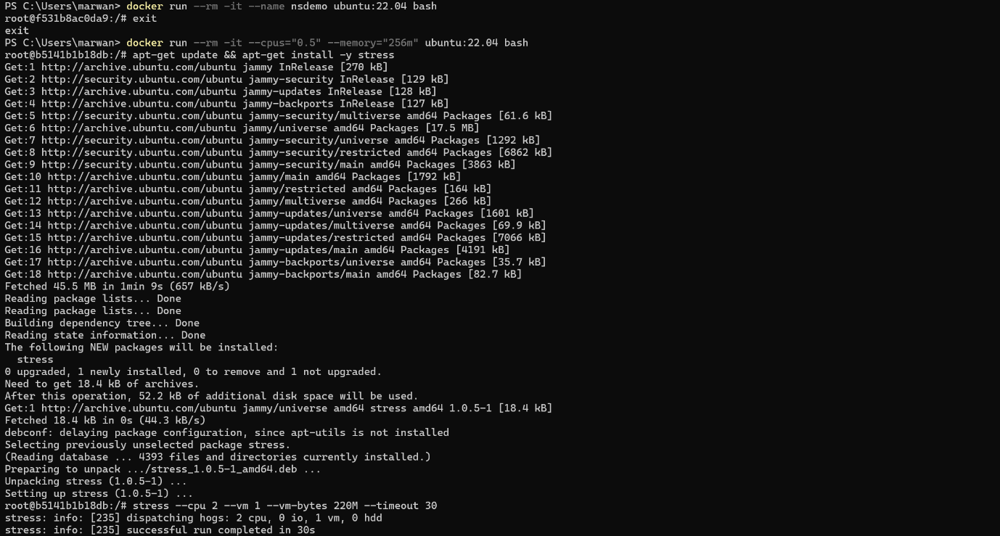 PS C:\Users\marwan> docker run --rm -it --name nsdemo ubuntu:22.04 bash
root@f531b8ac0da9:/# exit
exit
PS C:\Users\marwan> docker run --rm -it --cpus="0.5" --memory="256m" ubuntu:22.04 bash
root@b5141b1b18db:/# apt-get update && apt-get install -y stress
Get:1 http://archive.ubuntu.com/ubuntu jammy InRelease [270 kB]
Get:2 http://security.ubuntu.com/ubuntu jammy-security InRelease [129 kB]
Get:3 http://archive.ubuntu.com/ubuntu jammy-updates InRelease [128 kB]
Get:4 http://archive.ubuntu.com/ubuntu jammy-backports InRelease [127 kB]
Get:5 http://security.ubuntu.com/ubuntu jammy-security/multiverse amd64 Packages [61.6 kB]
Get:6 http://archive.ubuntu.com/ubuntu jammy/universe amd64 Packages [17.5 MB]
Get:7 http://security.ubuntu.com/ubuntu jammy-security/universe amd64 Packages [1292 kB]
Get:8 http://security.ubuntu.com/ubuntu jammy-security/restricted amd64 Packages [6862 kB]
Get:9 http://security.ubuntu.com/ubuntu jammy-security/main amd64 Packages [3863 kB]
Get:10 http://archive.ubuntu.com/ubuntu jammy/main amd64 Packages [1792 kB]
Get:11 http://archive.ubuntu.com/ubuntu jammy/restricted amd64 Packages [164 kB]
Get:12 http://archive.ubuntu.com/ubuntu jammy/multiverse amd64 Packages [266 kB]
Get:13 http://archive.ubuntu.com/ubuntu jammy-updates/universe amd64 Packages [1601 kB]
Get:14 http://archive.ubuntu.com/ubuntu jammy-updates/multiverse amd64 Packages [69.9 kB]
Get:15 http://archive.ubuntu.com/ubuntu jammy-updates/restricted amd64 Packages [7066 kB]
Get:16 http://archive.ubuntu.com/ubuntu jammy-updates/main amd64 Packages [4191 kB]
Get:17 http://archive.ubuntu.com/ubuntu jammy-backports/universe amd64 Packages [35.7 kB]
Get:18 http://archive.ubuntu.com/ubuntu jammy-backports/main amd64 Packages [82.7 kB]
Fetched 45.5 MB in 1min 9s (657 kB/s)
Reading package lists... Done
Reading package lists... Done
Building dependency tree... Done
Reading state information... Done
The following NEW packages will be installed:
  stress
0 upgraded, 1 newly installed, 0 to remove and 1 not upgraded.
Need to get 18.4 kB of archives.
After this operation, 52.2 kB of additional disk space will be used.
Get:1 http://archive.ubuntu.com/ubuntu jammy/universe amd64 stress amd64 1.0.5-1 [18.4 kB]
Fetched 18.4 kB in 0s (44.3 kB/s)
debconf: delaying package configuration, since apt-utils is not installed
Selecting previously unselected package stress.
(Reading database ... 4393 files and directories currently installed.)
Preparing to unpack .../stress_1.0.5-1_amd64.deb ...
Unpacking stress (1.0.5-1) ...
Setting up stress (1.0.5-1) ...
root@b5141b1b18db:/# stress --cpu 2 --vm 1 --vm-bytes 220M --timeout 30
stress: info: [235] dispatching hogs: 2 cpu, 0 io, 1 vm, 0 hdd
stress: info: [235] successful run completed in 30s